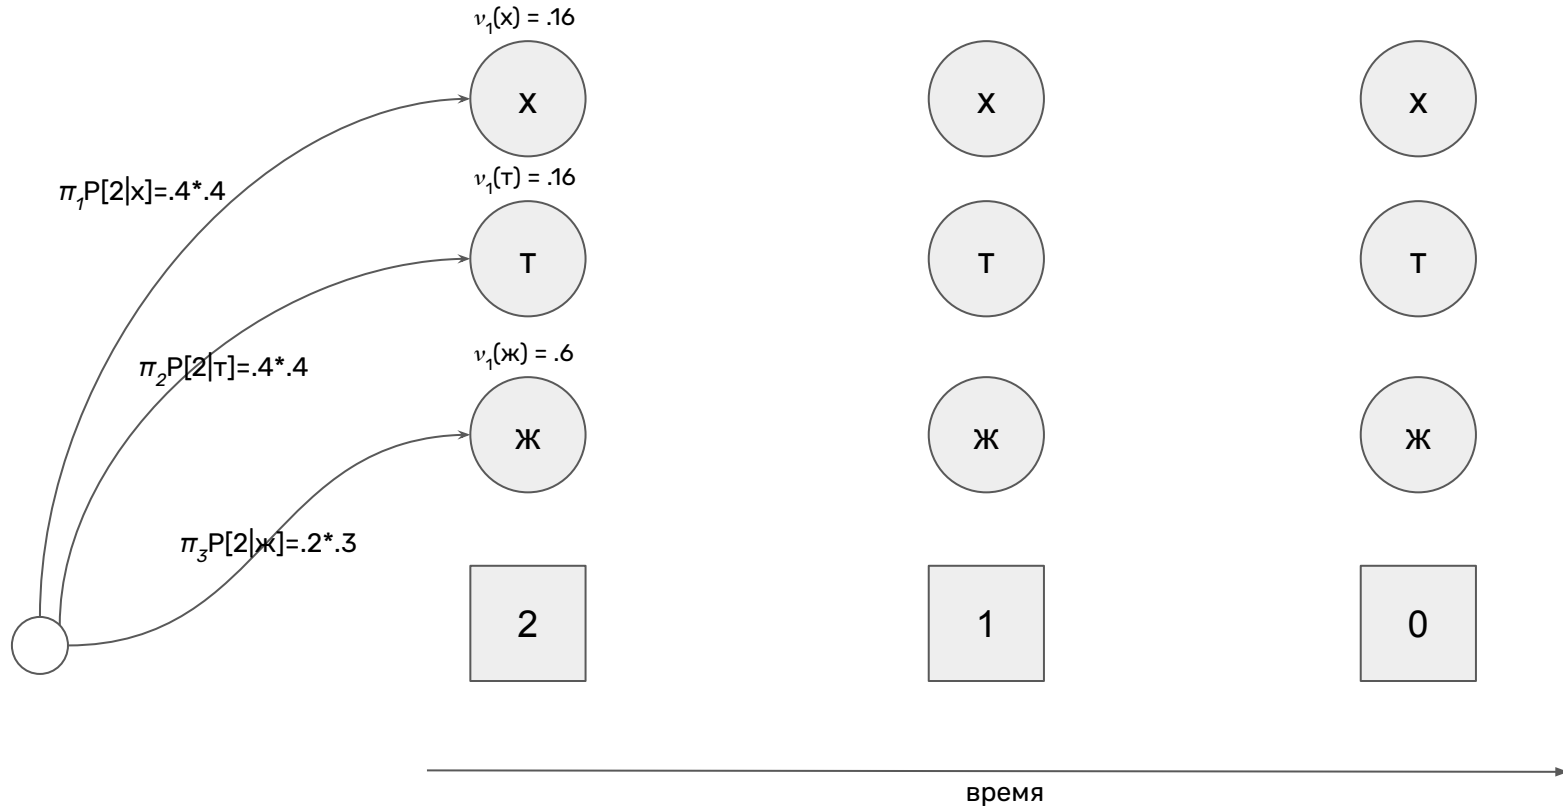 ν₁(х) = .16
х
х
х
π₁P[2|х]=.4*.4
ν₁(т) = .16
т
т
т
π₂P[2|т]=.4*.4
ν₁(ж) = .6
ж
ж
ж
π₃P[2|ж]=.2*.3
2
1
0
время